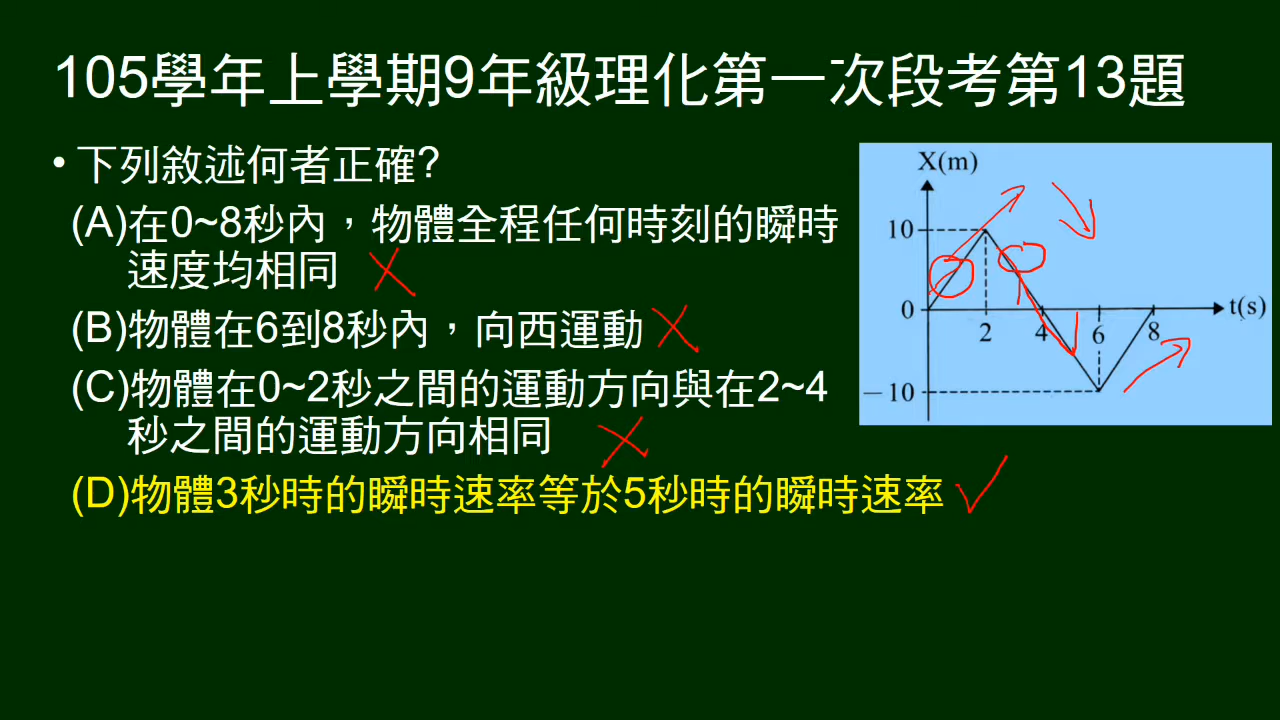 105學年上學期9年級理化第一次段考第13題
• 下列敘述何者正確?
(A)在0~8秒內，物體全程任何時刻的瞬時
速度均相同
(B)物體在6到8秒內，向西運動
(C)物體在0~2秒之間的運動方向與在2~4
秒之間的運動方向相同
(D)物體3秒時的瞬時速率等於5秒時的瞬時速率
X(m)
10
0
2
4
6
8
t(s)
－10